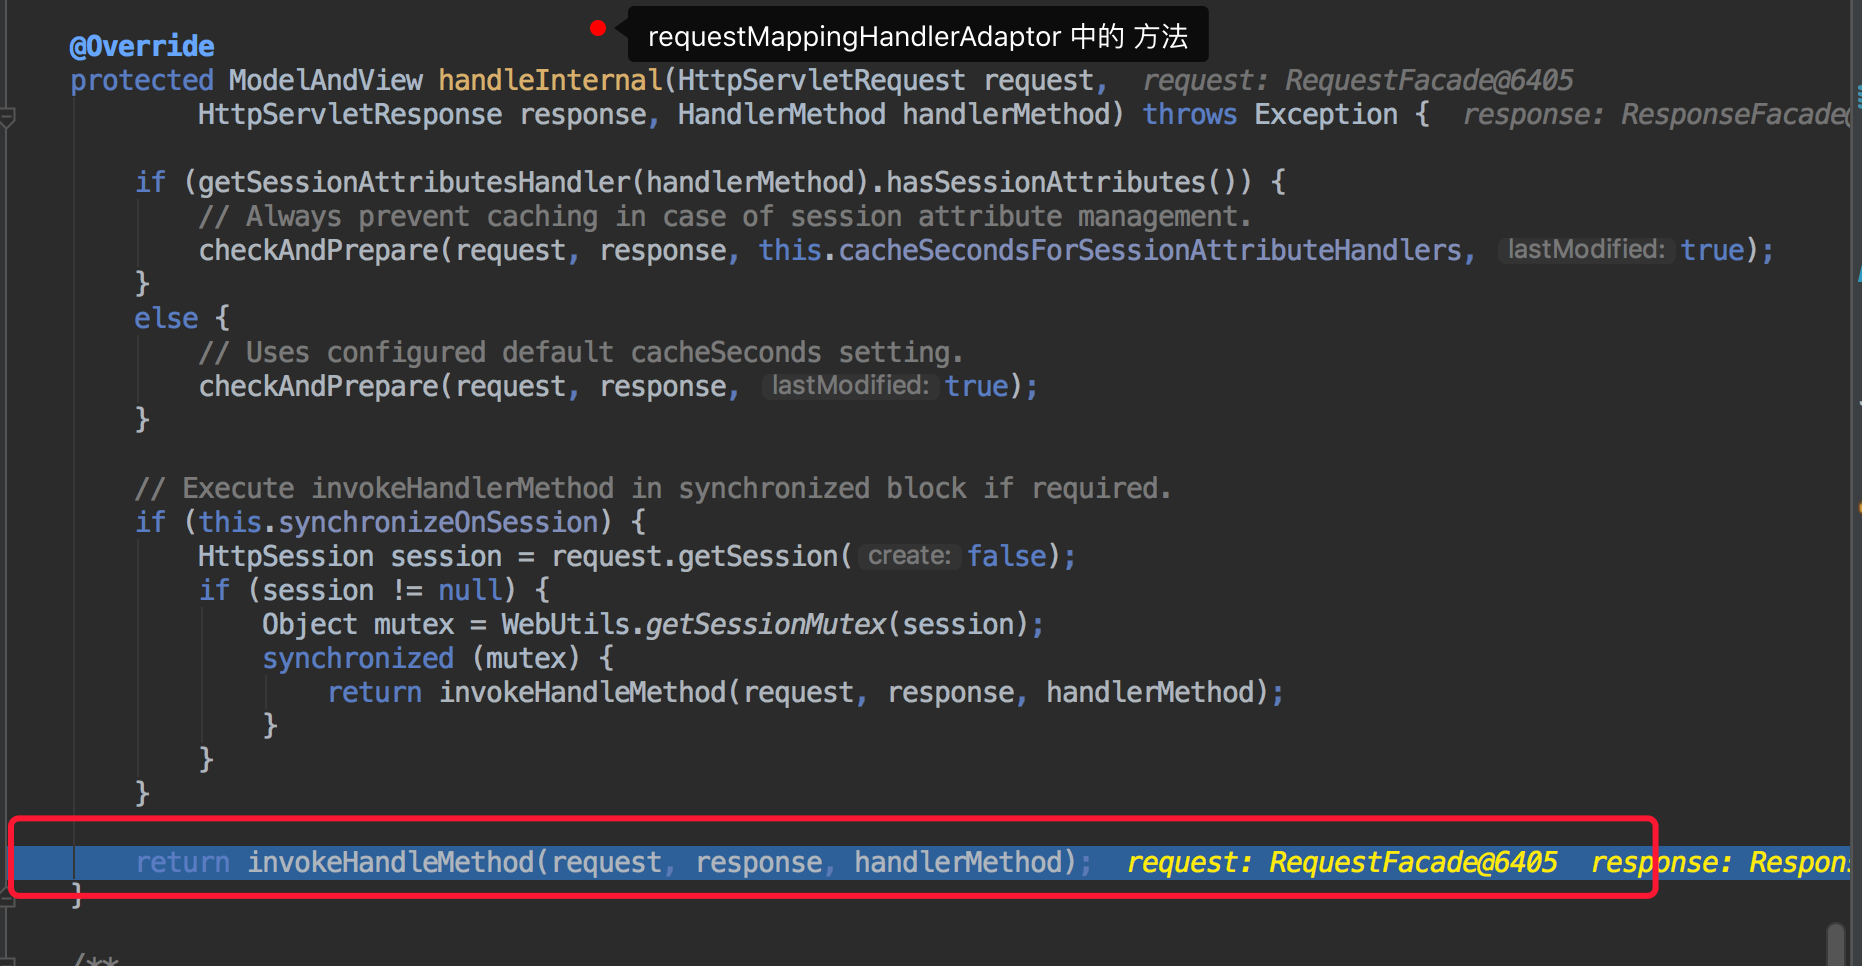 requestMappingHandlerAdaptor 中的 方法
@Override
protected ModelAndView handleInternal(HttpServletRequest request,  request: RequestFacade@6405
        HttpServletResponse response, HandlerMethod handlerMethod) throws Exception {  response: ResponseFacade@
    if (getSessionAttributesHandler(handlerMethod).hasSessionAttributes()) {
        // Always prevent caching in case of session attribute management.
        checkAndPrepare(request, response, this.cacheSecondsForSessionAttributeHandlers, lastModified: true);
    }
    else {
        // Uses configured default cacheSeconds setting.
        checkAndPrepare(request, response, lastModified: true);
    }
    // Execute invokeHandlerMethod in synchronized block if required.
    if (this.synchronizeOnSession) {
        HttpSession session = request.getSession( create: false);
        if (session != null) {
            Object mutex = WebUtils.getSessionMutex(session);
            synchronized (mutex) {
                return invokeHandleMethod(request, response, handlerMethod);
            }
        }
    }
    return invokeHandleMethod(request, response, handlerMethod);  request: RequestFacade@6405  response: Respons
}
/**